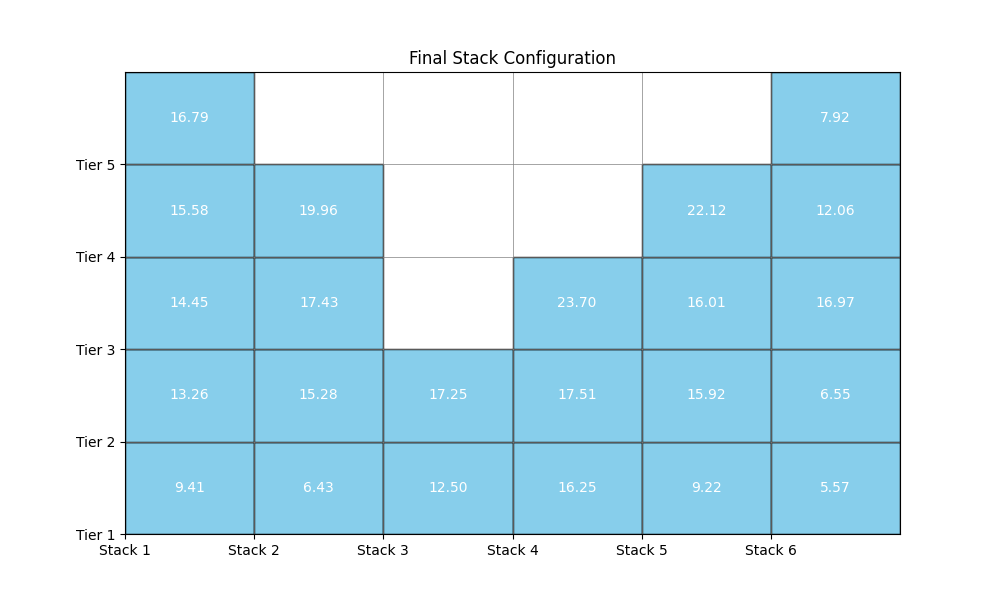 Final Stack Configuration
16.79 7.92
Tier 5
15.58 19.96 22.12 12.06
Tier 4
14.45 17.43 23.70 16.01 16.97
Tier 3
13.26 15.28 17.25 17.51 15.92 6.55
Tier 2
9.41 6.43 12.50 16.25 9.22 5.57
Tier 1
Stack 1 Stack 2 Stack 3 Stack 4 Stack 5 Stack 6